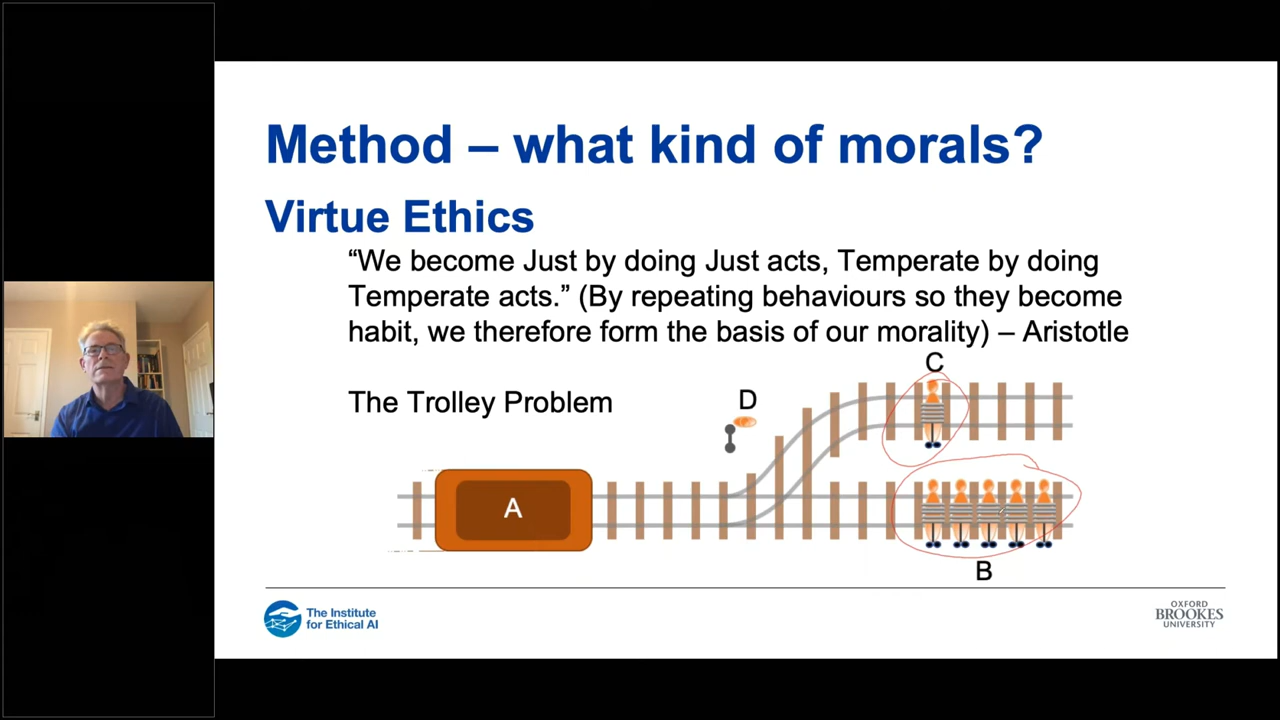 Method – what kind of morals?
Virtue Ethics
“We become Just by doing Just acts, Temperate by doing
Temperate acts.” (By repeating behaviours so they become
habit, we therefore form the basis of our morality) – Aristotle
C
The Trolley Problem
D
A
B
The Institute
for Ethical AI
OXFORD
BROOKES
UNIVERSITY